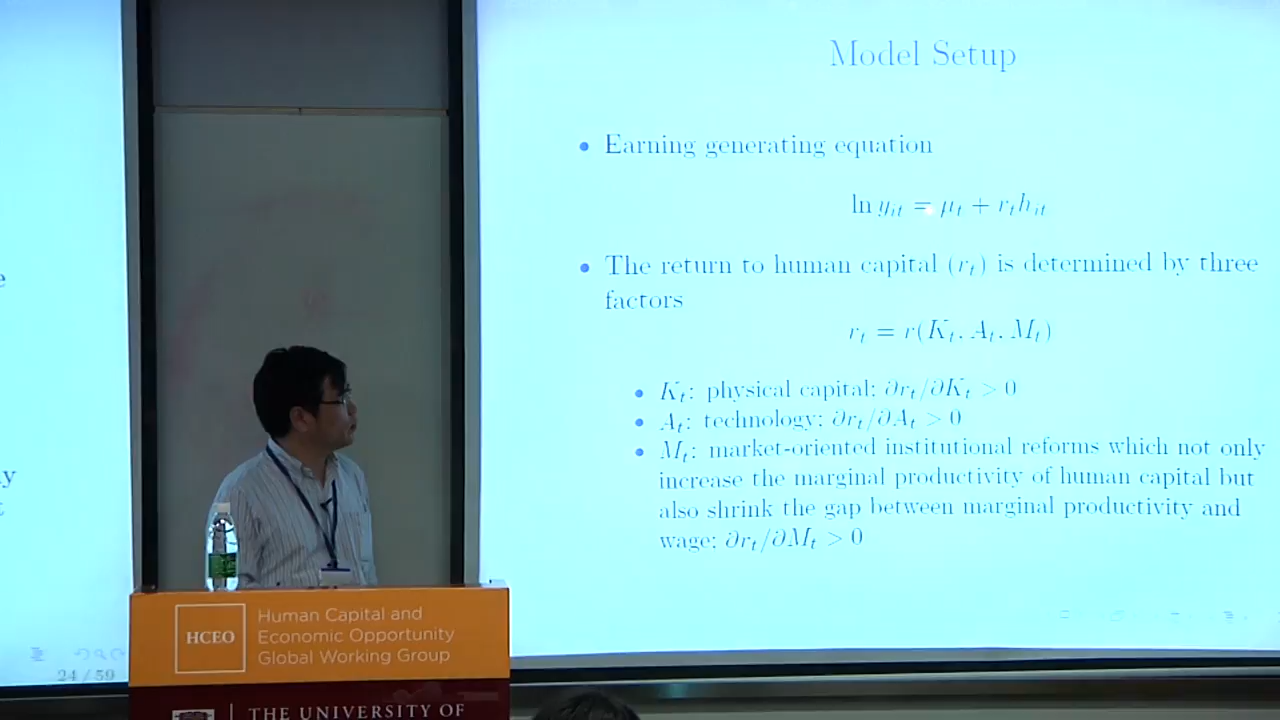 Model Setup
• Earning generating equation
ln y_it = μ_t + r_t h_it
• The return to human capital (r_t) is determined by three
factors
r_t = r(K_t, A_t, M_t)
• K_t: physical capital; ∂r_t/∂K_t > 0
• A_t: technology; ∂r_t/∂A_t > 0
• M_t: market-oriented institutional reforms which not only
increase the marginal productivity of human capital but
also shrink the gap between marginal productivity and
wage; ∂r_t/∂M_t > 0
24 / 59
HCEO
Human Capital and
Economic Opportunity
Global Working Group
THE UNIVERSITY OF